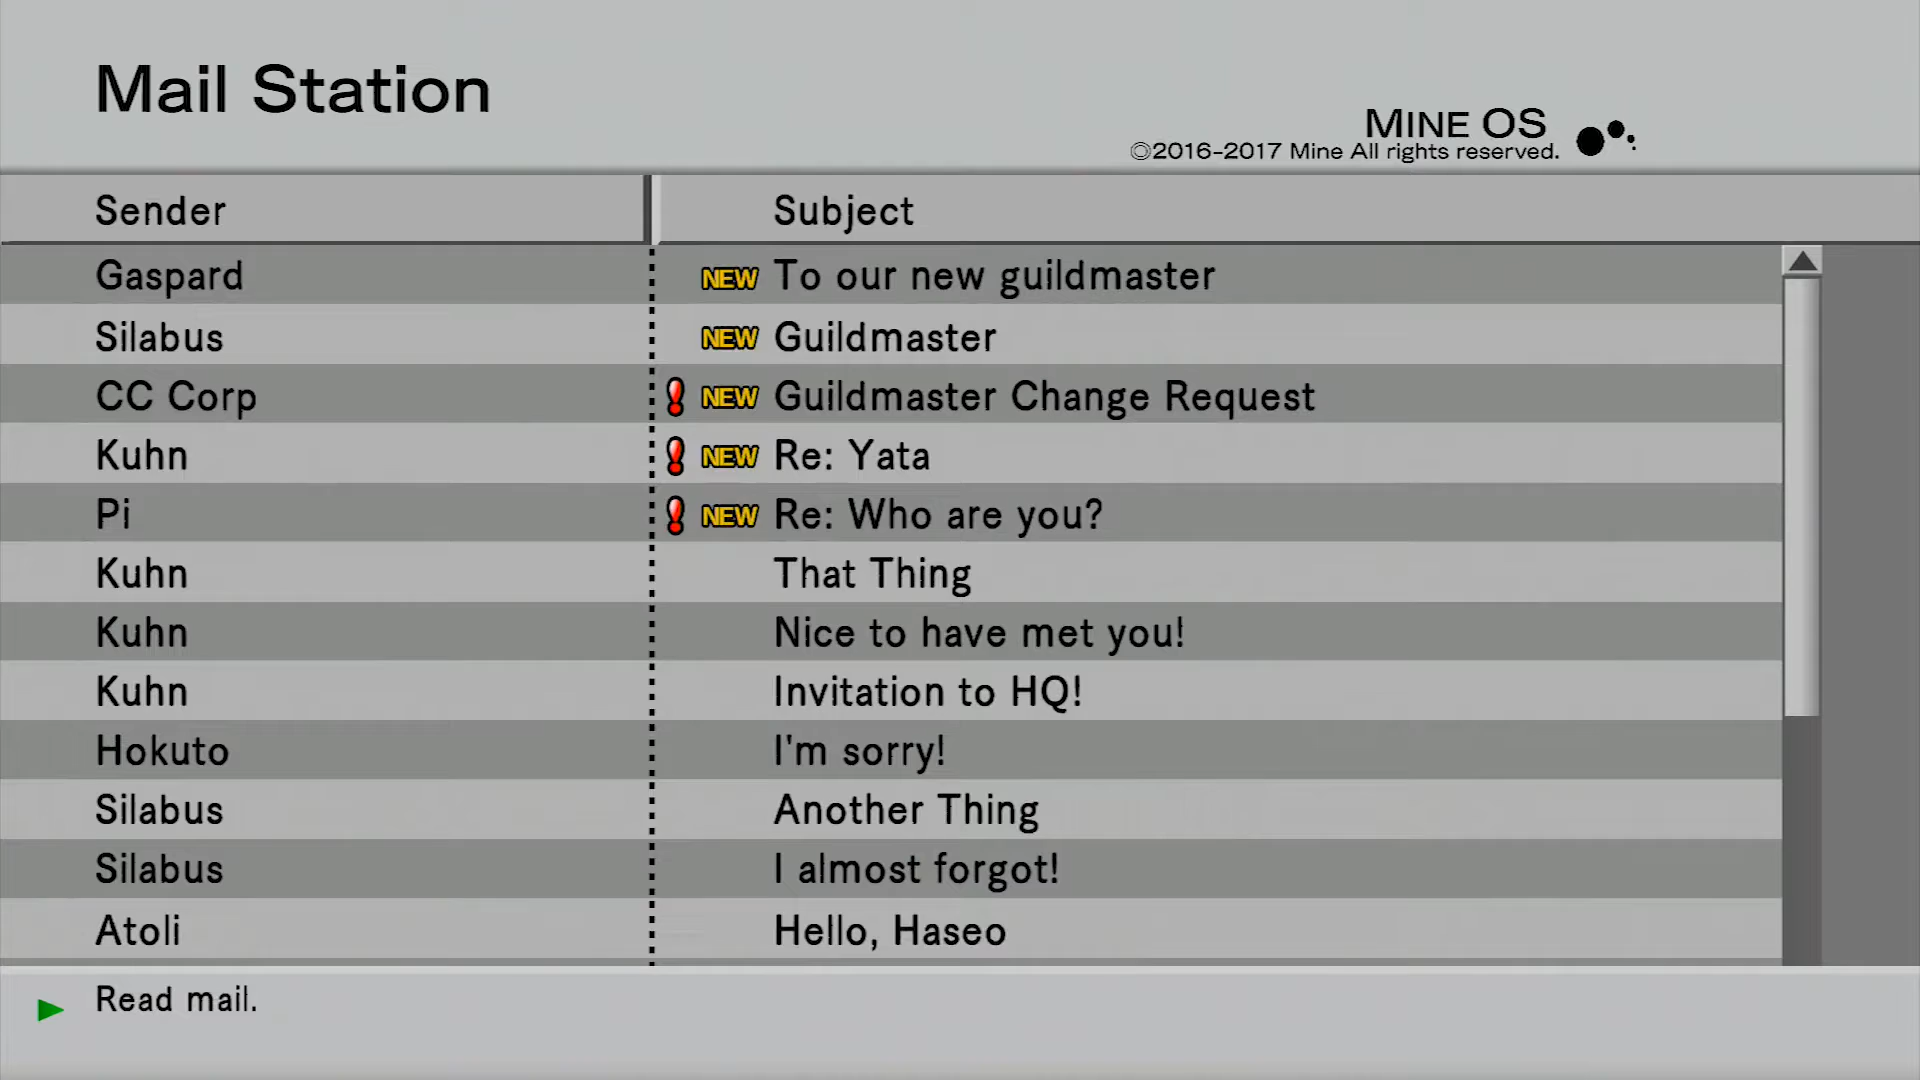 Mail Station
MINE OS
©2016-2017 Mine All rights reserved.
Sender Subject
Gaspard NEW To our new guildmaster
Silabus NEW Guildmaster
CC Corp ! NEW Guildmaster Change Request
Kuhn ! NEW Re: Yata
Pi ! NEW Re: Who are you?
Kuhn That Thing
Kuhn Nice to have met you!
Kuhn Invitation to HQ!
Hokuto I'm sorry!
Silabus Another Thing
Silabus I almost forgot!
Atoli Hello, Haseo
Read mail.